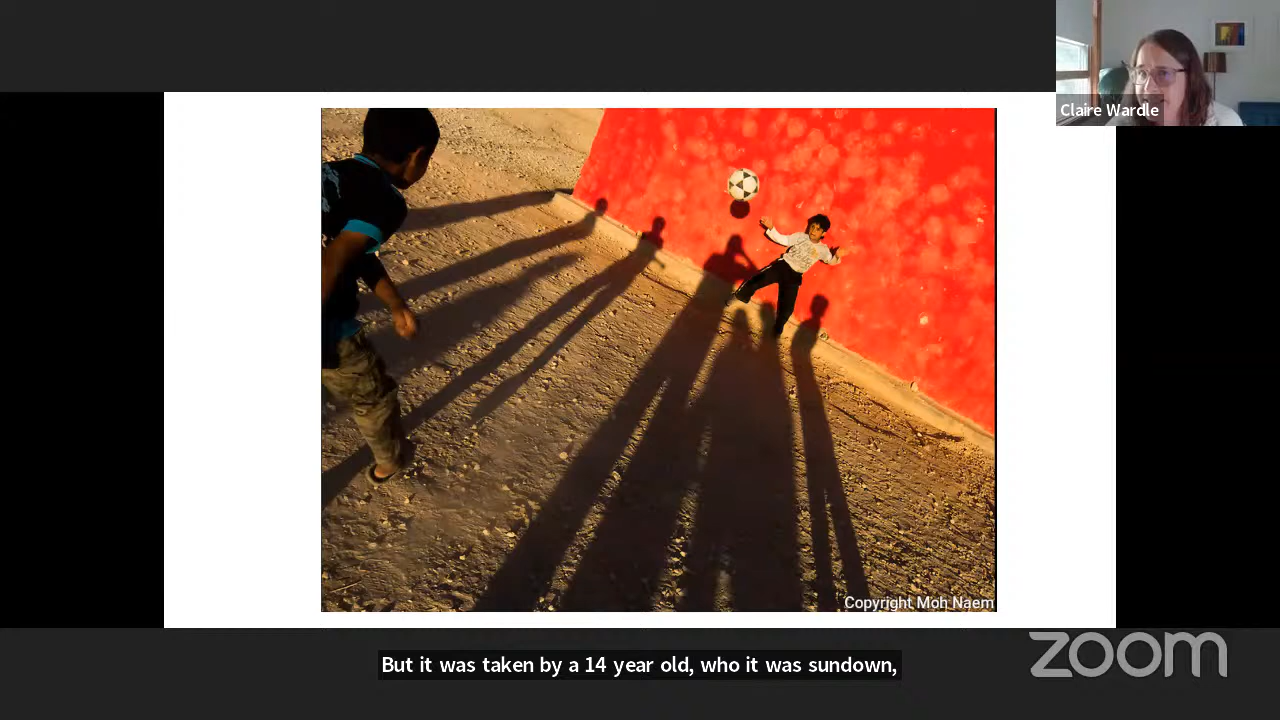 Claire Wardle
Copyright Moh Naem
But it was taken by a 14 year old, who it was sundown,
zoom